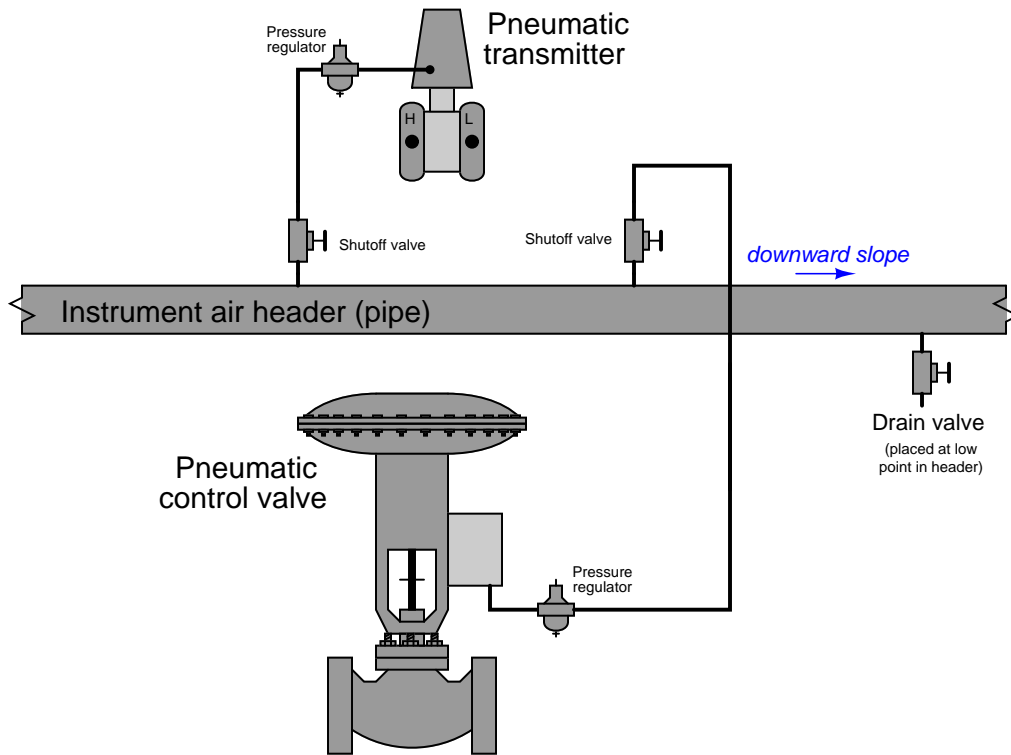 Pressure
regulator
Pneumatic
transmitter
H
L
Shutoff valve
Shutoff valve
downward slope
Instrument air header (pipe)
Drain valve
(placed at low
point in header)
Pneumatic
control valve
Pressure
regulator